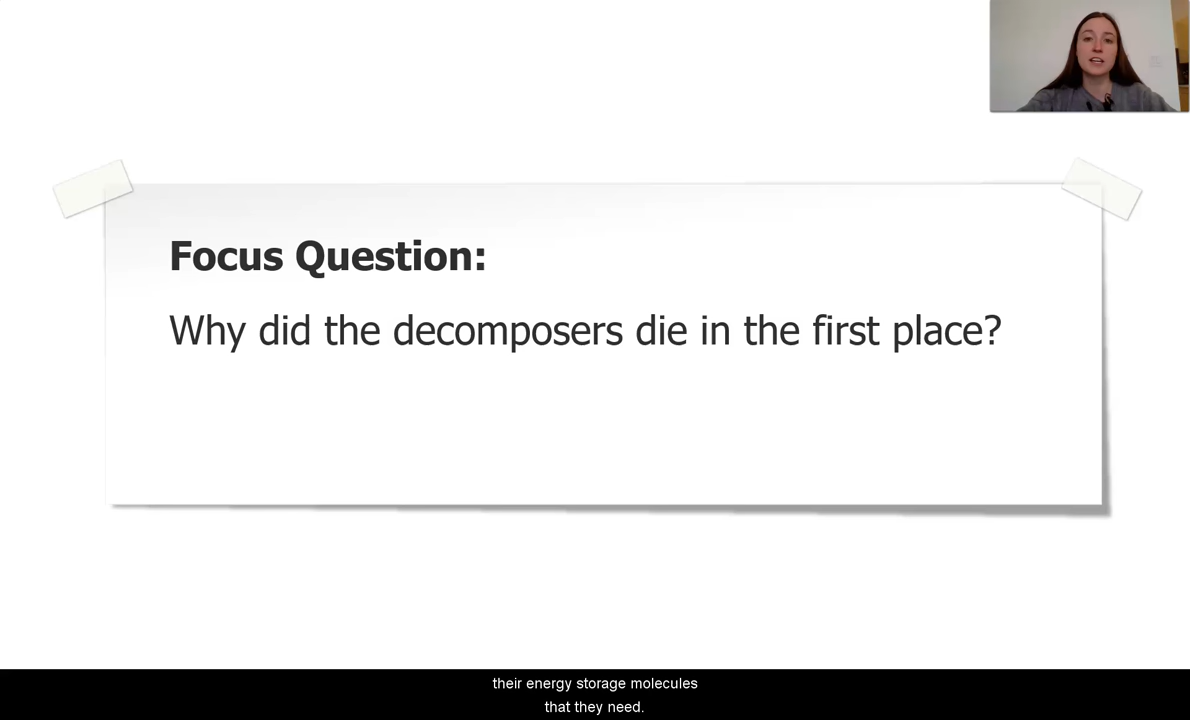 Focus Question:
Why did the decomposers die in the first place?
their energy storage molecules
that they need.